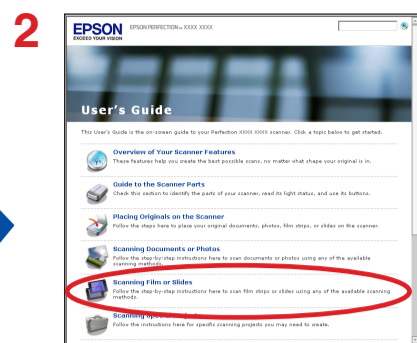 2
EPSON EPSON PERFECTION™ XXXX XXXX
EXCEED YOUR VISION
User's Guide
This User's Guide is the on-screen guide to your Perfection XXXX XXXX scanner. Click a topic below to get started.
Overview of Your Scanner Features
These features help you create the best possible scans, no matter what shape your original is in.
Guide to the Scanner Parts
Check this section to identify the parts of your scanner, read its light status, and use its buttons.
Placing Originals on the Scanner
Follow the steps here to place your original documents, photos, film strips, or slides on the scanner.
Scanning Documents or Photos
Follow the step-by-step instructions here to scan documents or photos using any of the available
scanning methods.
Scanning Film or Slides
Follow the step-by-step instructions here to scan film strips or slides using any of the available scanning
methods.
Scanning
Follow the instructions here for specific scanning projects you may need to create.